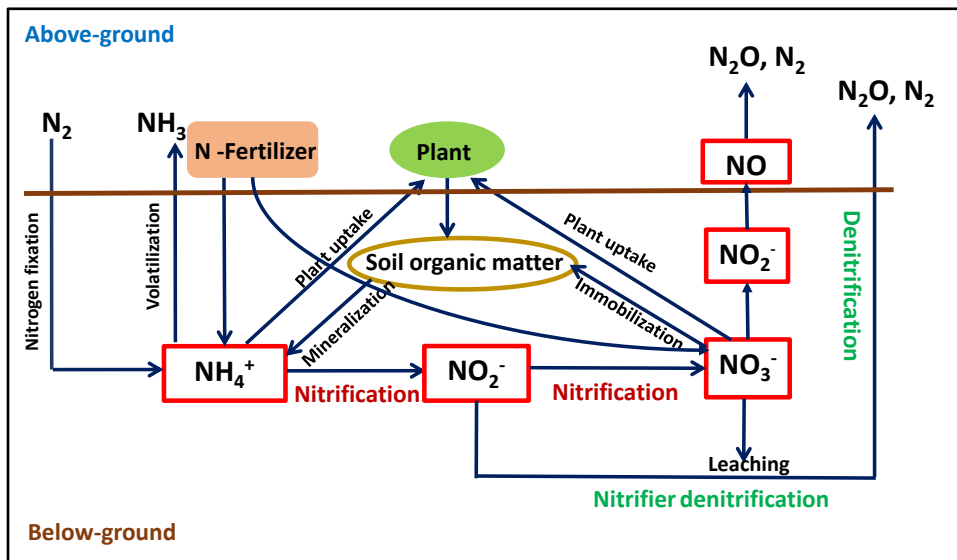 Above-ground
N₂O, N₂
N₂O, N₂
N₂
NH₃
N -Fertilizer
Plant
NO
Nitrogen fixation
Volatilization
Plant uptake
Plant uptake
Soil organic matter
NO₂⁻
Denitrification
Mineralization
Immobilization
NH₄⁺
Nitrification
NO₂⁻
Nitrification
NO₃⁻
Leaching
Nitrifier denitrification
Below-ground